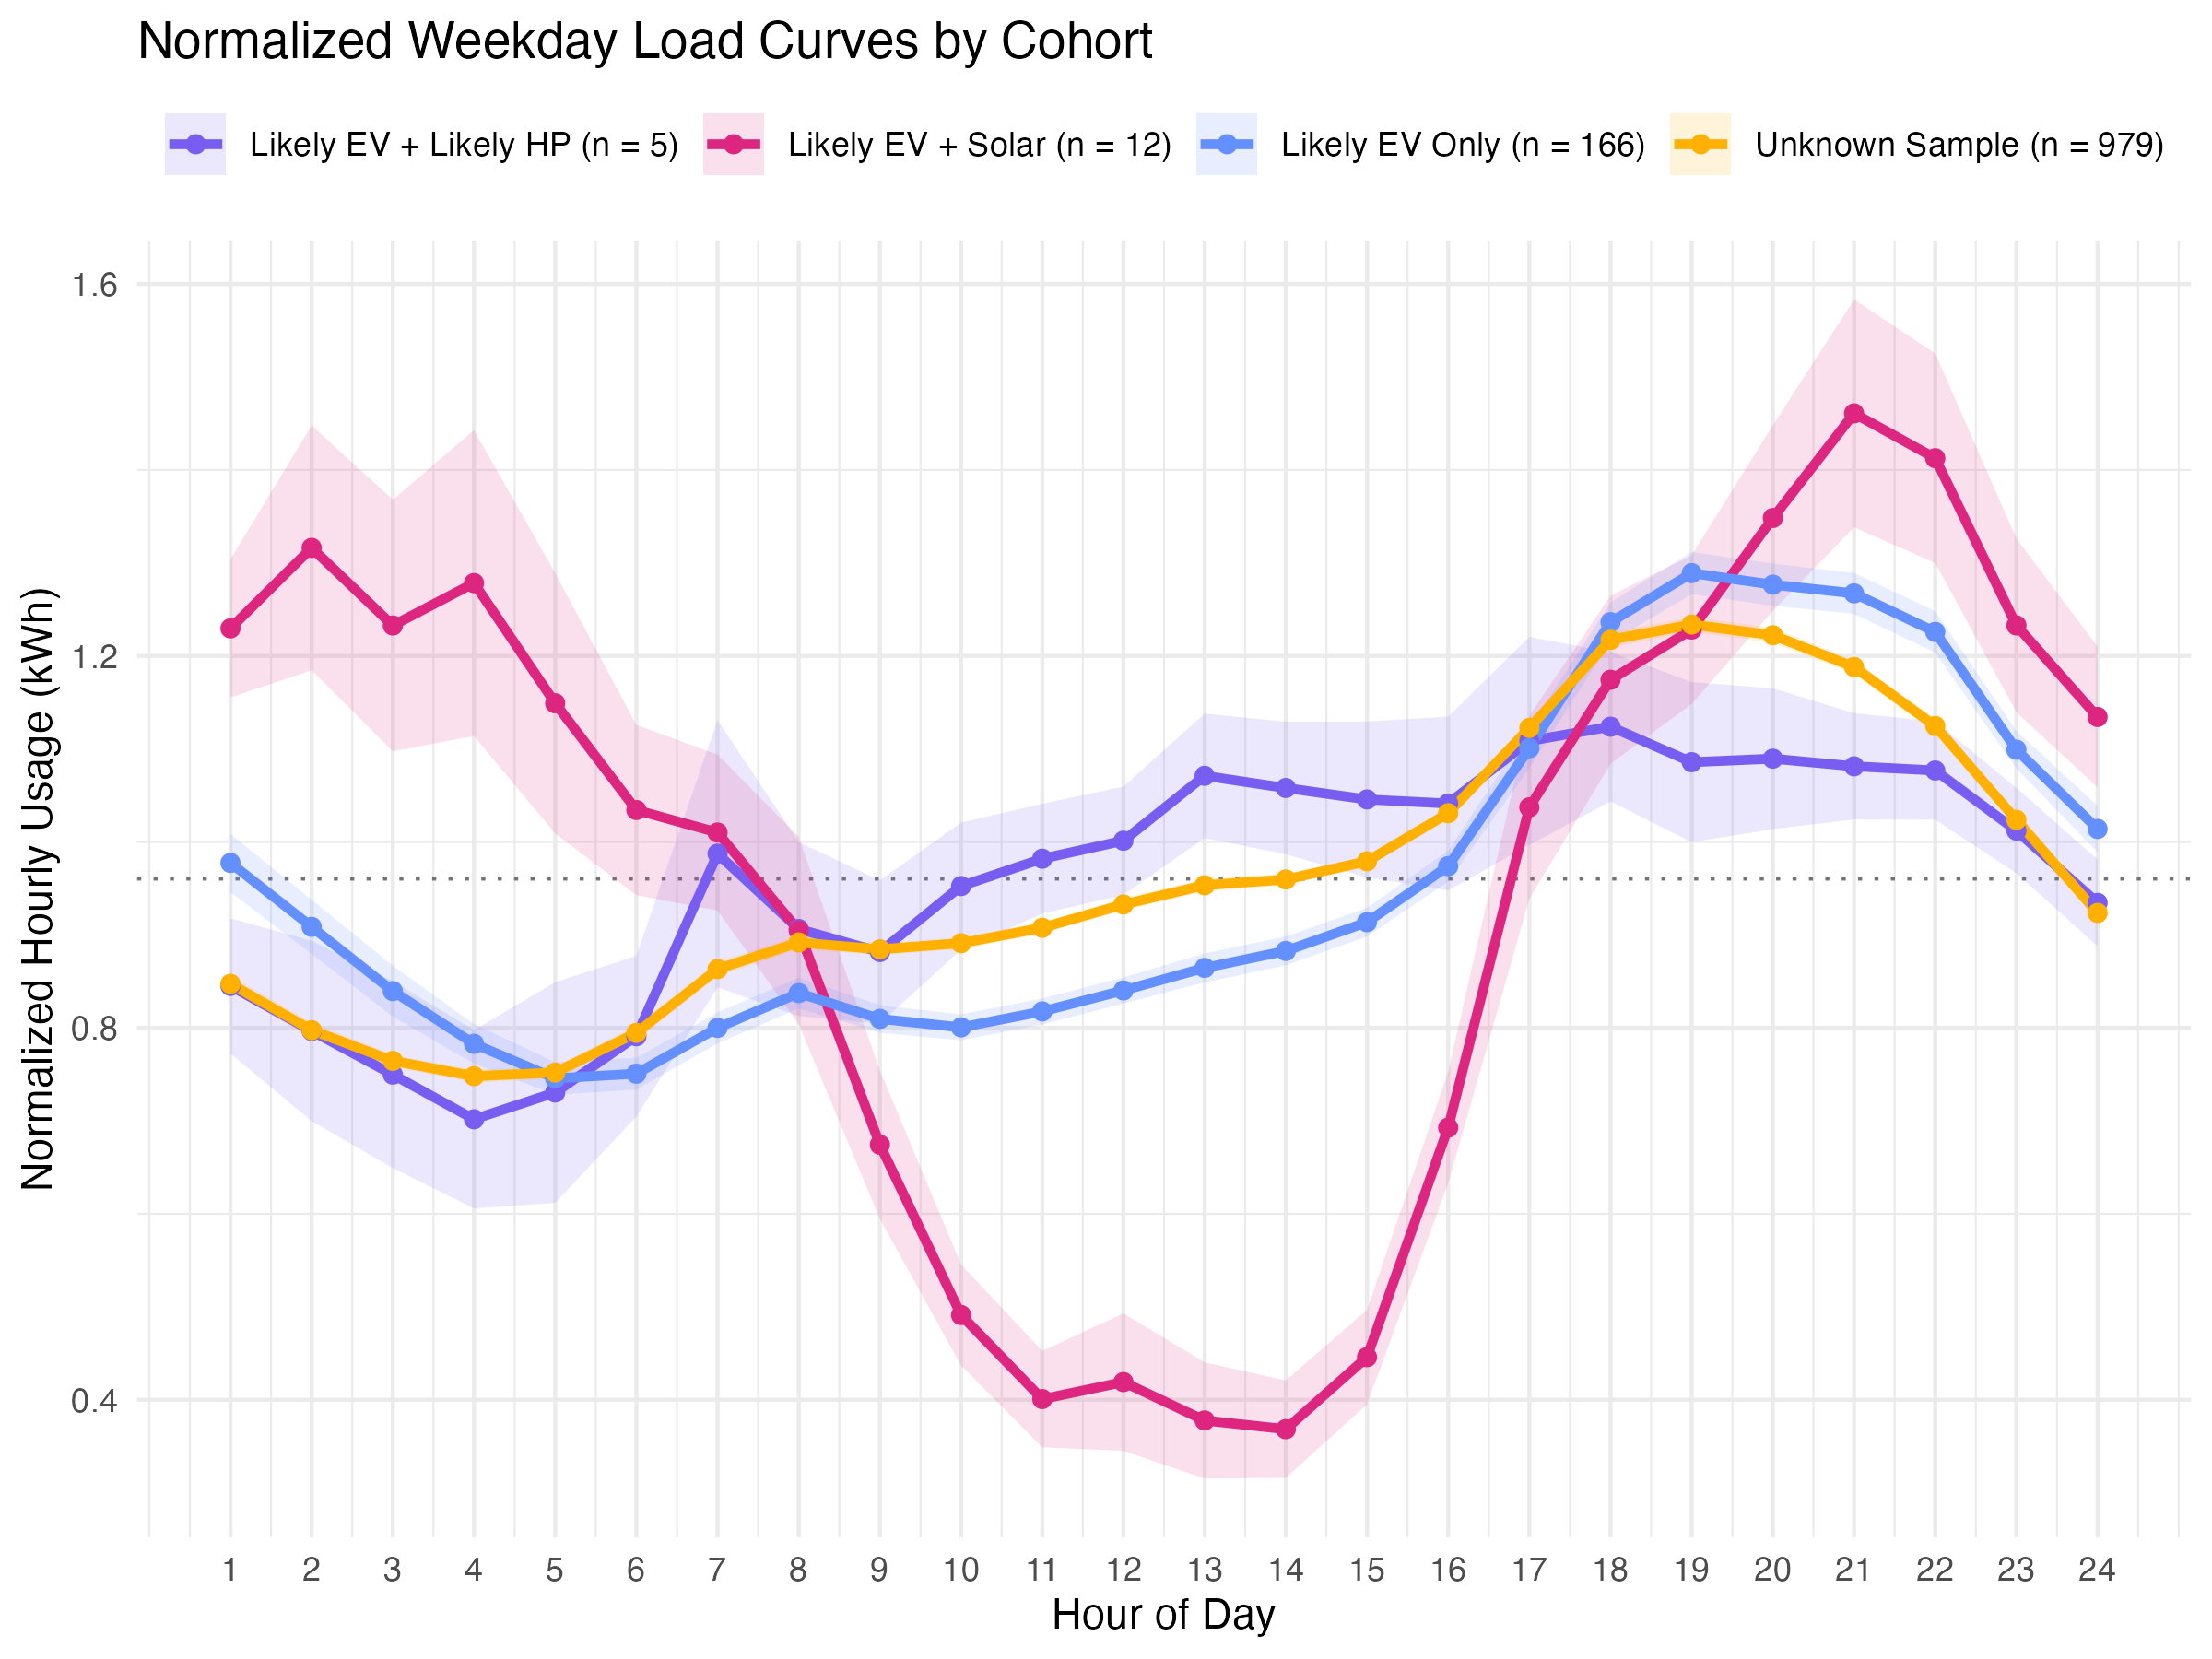 Normalized Weekday Load Curves by Cohort
Likely EV + Likely HP (n = 5) Likely EV + Solar (n = 12) Likely EV Only (n = 166) Unknown Sample (n = 979)
Normalized Hourly Usage (kWh)
1.6
1.2
0.8
0.4
1 2 3 4 5 6 7 8 9 10 11 12 13 14 15 16 17 18 19 20 21 22 23 24
Hour of Day